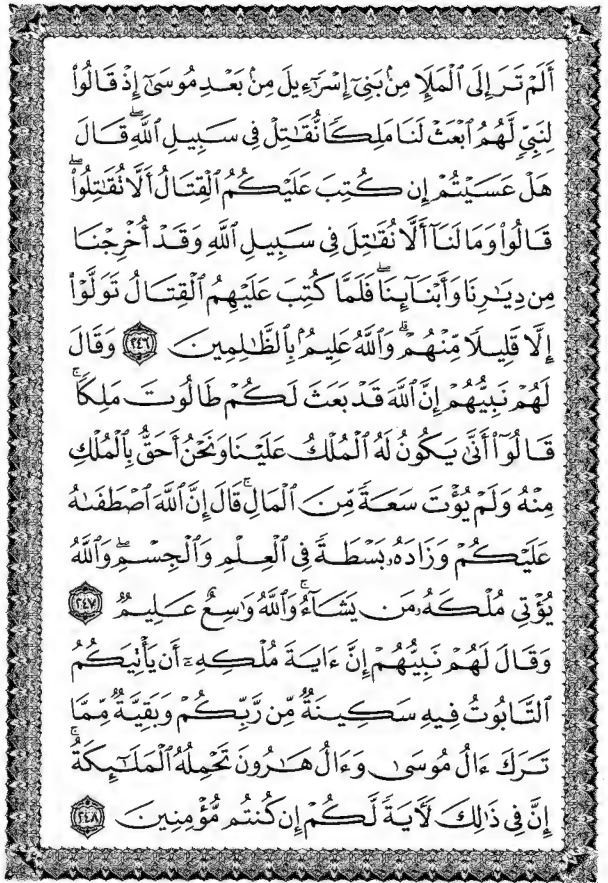 أَلَمْ تَرَ إِلَى ٱلْمَلَإِ مِنۢ بَنِىٓ إِسْرَٰٓءِيلَ مِنۢ بَعْدِ مُوسَىٰٓ إِذْ قَالُوا۟
لِنَبِىٍّ لَّهُمُ ٱبْعَثْ لَنَا مَلِكًا نُّقَٰتِلْ فِى سَبِيلِ ٱللَّهِ ۖ قَالَ
هَلْ عَسَيْتُمْ إِن كُتِبَ عَلَيْكُمُ ٱلْقِتَالُ أَلَّا تُقَٰتِلُوا۟ ۖ
قَالُوا۟ وَمَا لَنَآ أَلَّا نُقَٰتِلَ فِى سَبِيلِ ٱللَّهِ وَقَدْ أُخْرِجْنَا
مِن دِيَٰرِنَا وَأَبْنَآئِنَا ۖ فَلَمَّا كُتِبَ عَلَيْهِمُ ٱلْقِتَالُ تَوَلَّوْا۟
إِلَّا قَلِيلًا مِّنْهُمْ ۗ وَٱللَّهُ عَلِيمٌۢ بِٱلظَّٰلِمِينَ ٢٤٦ وَقَالَ
لَهُمْ نَبِيُّهُمْ إِنَّ ٱللَّهَ قَدْ بَعَثَ لَكُمْ طَالُوتَ مَلِكًا ۚ
قَالُوٓا۟ أَنَّىٰ يَكُونُ لَهُ ٱلْمُلْكُ عَلَيْنَا وَنَحْنُ أَحَقُّ بِٱلْمُلْكِ
مِنْهُ وَلَمْ يُؤْتَ سَعَةً مِّنَ ٱلْمَالِ ۚ قَالَ إِنَّ ٱللَّهَ ٱصْطَفَىٰهُ
عَلَيْكُمْ وَزَادَهُۥ بَسْطَةً فِى ٱلْعِلْمِ وَٱلْجِسْمِ ۖ وَٱللَّهُ
يُؤْتِى مُلْكَهُۥ مَن يَشَآءُ ۚ وَٱللَّهُ وَٰسِعٌ عَلِيمٌ ٢٤٧
وَقَالَ لَهُمْ نَبِيُّهُمْ إِنَّ ءَايَةَ مُلْكِهِۦٓ أَن يَأْتِيَكُمُ
ٱلتَّابُوتُ فِيهِ سَكِينَةٌ مِّن رَّبِّكُمْ وَبَقِيَّةٌ مِّمَّا
تَرَكَ ءَالُ مُوسَىٰ وَءَالُ هَٰرُونَ تَحْمِلُهُ ٱلْمَلَٰٓئِكَةُ ۚ
إِنَّ فِى ذَٰلِكَ لَءَايَةً لَّكُمْ إِن كُنتُم مُّؤْمِنِينَ ٢٤٨